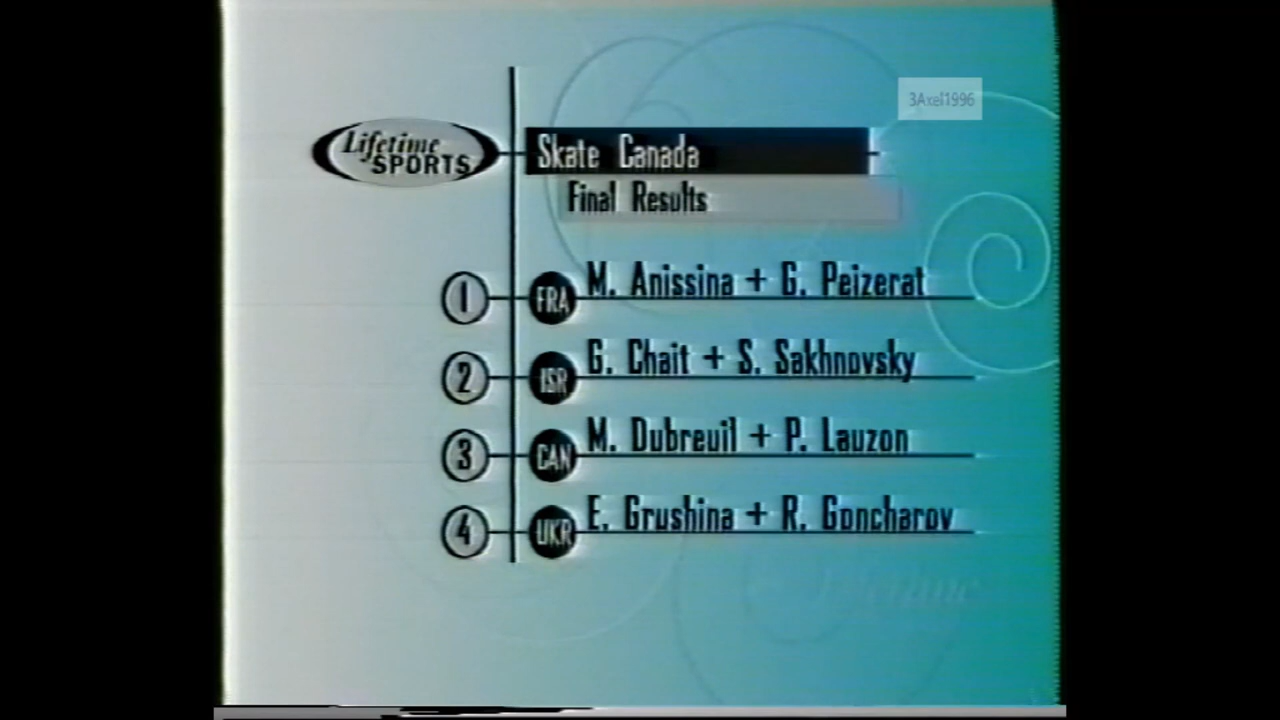 3Axel1996
Lifetime
SPORTS
Skate Canada
Final Results
1 FRA M. Anissina + G. Peizerat
2 ISR G. Chait + S. Sakhnovsky
3 CAN M. Dubreuil + P. Lauzon
4 UKR E. Grushina + R. Goncharov
Lifetime